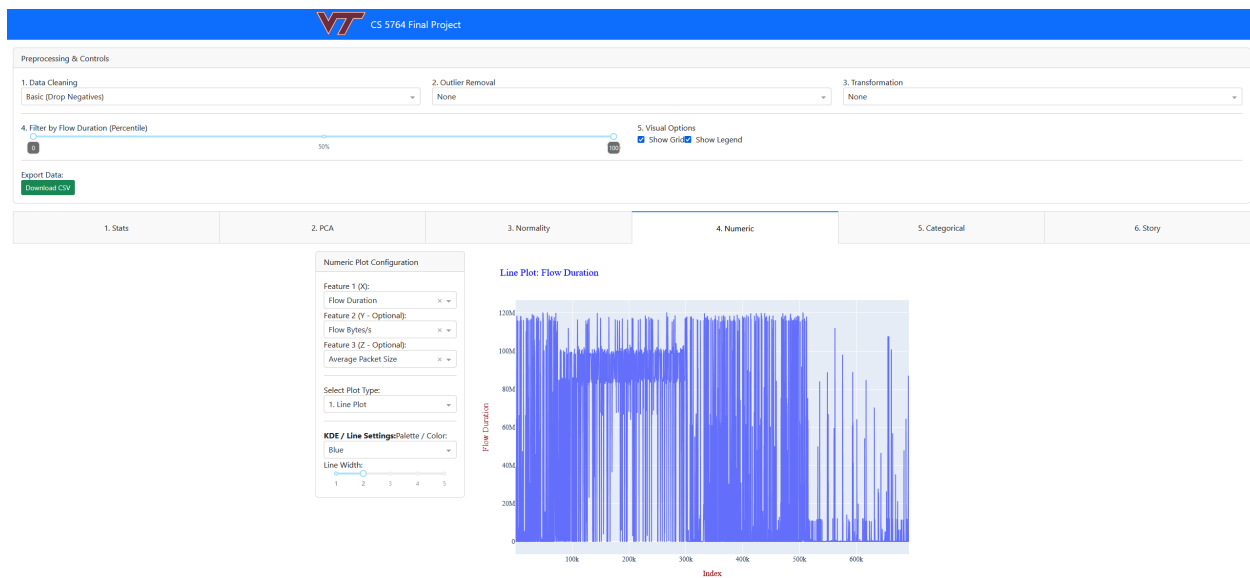 VT CS 5764 Final Project
Preprocessing & Controls
1. Data Cleaning
Basic (Drop Negatives)
2. Outlier Removal
None
3. Transformation
None
4. Filter by Flow Duration (Percentile)
0 50% 100
5. Visual Options
Show Grid Show Legend
Export Data:
Download CSV
1. Stats 2. PCA 3. Normality 4. Numeric 5. Categorical 6. Story
Numeric Plot Configuration
Feature 1 (X):
Flow Duration
Feature 2 (Y - Optional):
Flow Bytes/s
Feature 3 (Z - Optional):
Average Packet Size
Select Plot Type:
1. Line Plot
KDE / Line Settings:Palette / Color:
Blue
Line Width:
1 2 3 4 5
Line Plot: Flow Duration
120M
100M
80M
60M
40M
20M
0
Flow Duration
100k 200k 300k 400k 500k 600k
Index